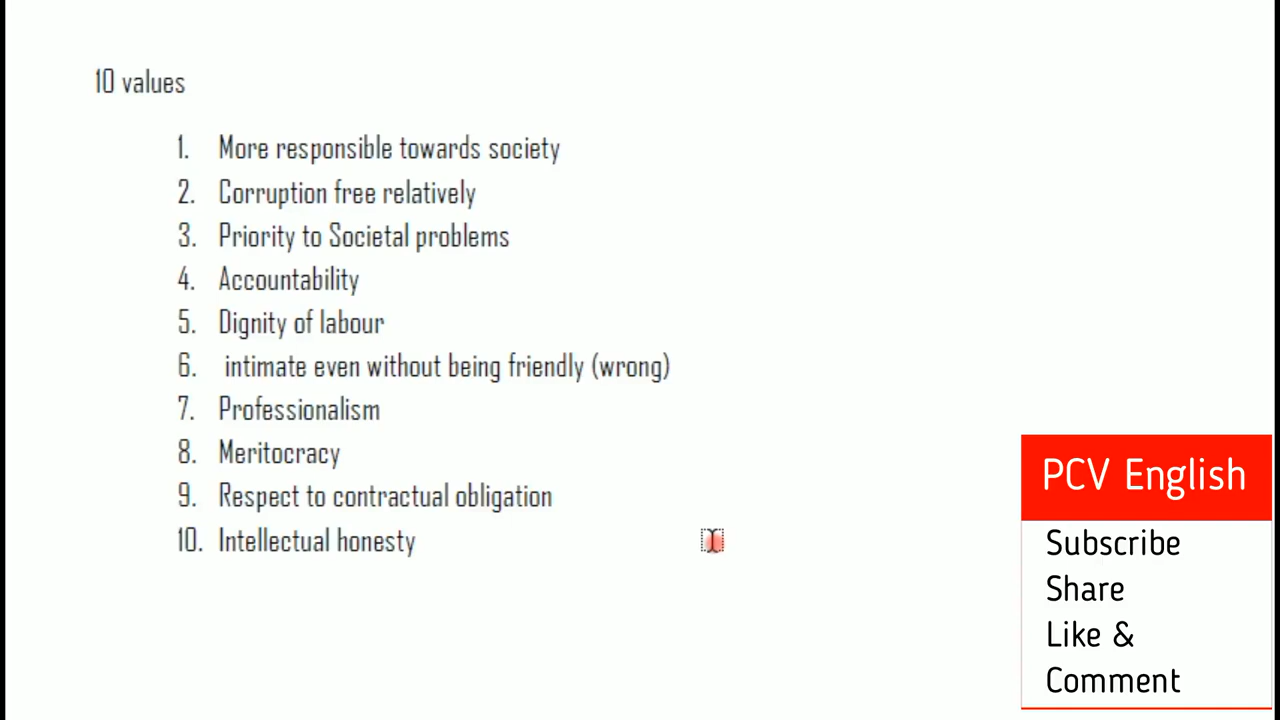 10 values
1. More responsible towards society
2. Corruption free relatively
3. Priority to Societal problems
4. Accountability
5. Dignity of labour
6. intimate even without being friendly (wrong)
7. Professionalism
8. Meritocracy
9. Respect to contractual obligation
10. Intellectual honesty
PCV English
Subscribe
Share
Like &
Comment